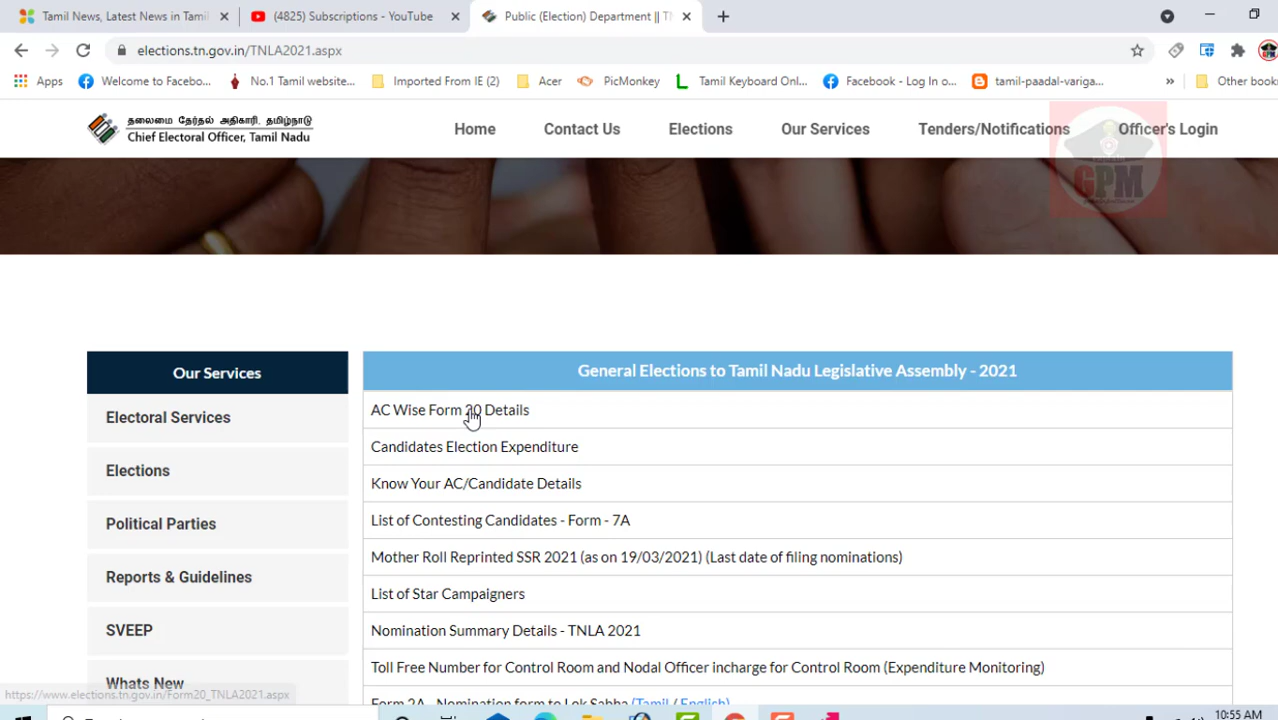 Tamil News, Latest News in Tamil
(4825) Subscriptions - YouTube
Public (Election) Department || T
elections.tn.gov.in/TNLA2021.aspx
Apps
Welcome to Facebo...
No.1 Tamil website...
Imported From IE (2)
Acer
PicMonkey
Tamil Keyboard Onl...
Facebook - Log In o...
tamil-paadal-variga...
»
Other book
தலைமை தேர்தல் அதிகாரி, தமிழ்நாடு
Chief Electoral Officer, Tamil Nadu
Home
Contact Us
Elections
Our Services
Tenders/Notifications
Officer's Login
GPM
Our Services
Electoral Services
Elections
Political Parties
Reports & Guidelines
SVEEP
Whats New
General Elections to Tamil Nadu Legislative Assembly - 2021
AC Wise Form 20 Details
Candidates Election Expenditure
Know Your AC/Candidate Details
List of Contesting Candidates - Form - 7A
Mother Roll Reprinted SSR 2021 (as on 19/03/2021) (Last date of filing nominations)
List of Star Campaigners
Nomination Summary Details - TNLA 2021
Toll Free Number for Control Room and Nodal Officer incharge for Control Room (Expenditure Monitoring)
Form 2A - Nomination form to Lok Sabha (Tamil / English)
https://www.elections.tn.gov.in/Form20_TNLA2021.aspx
10:55 AM